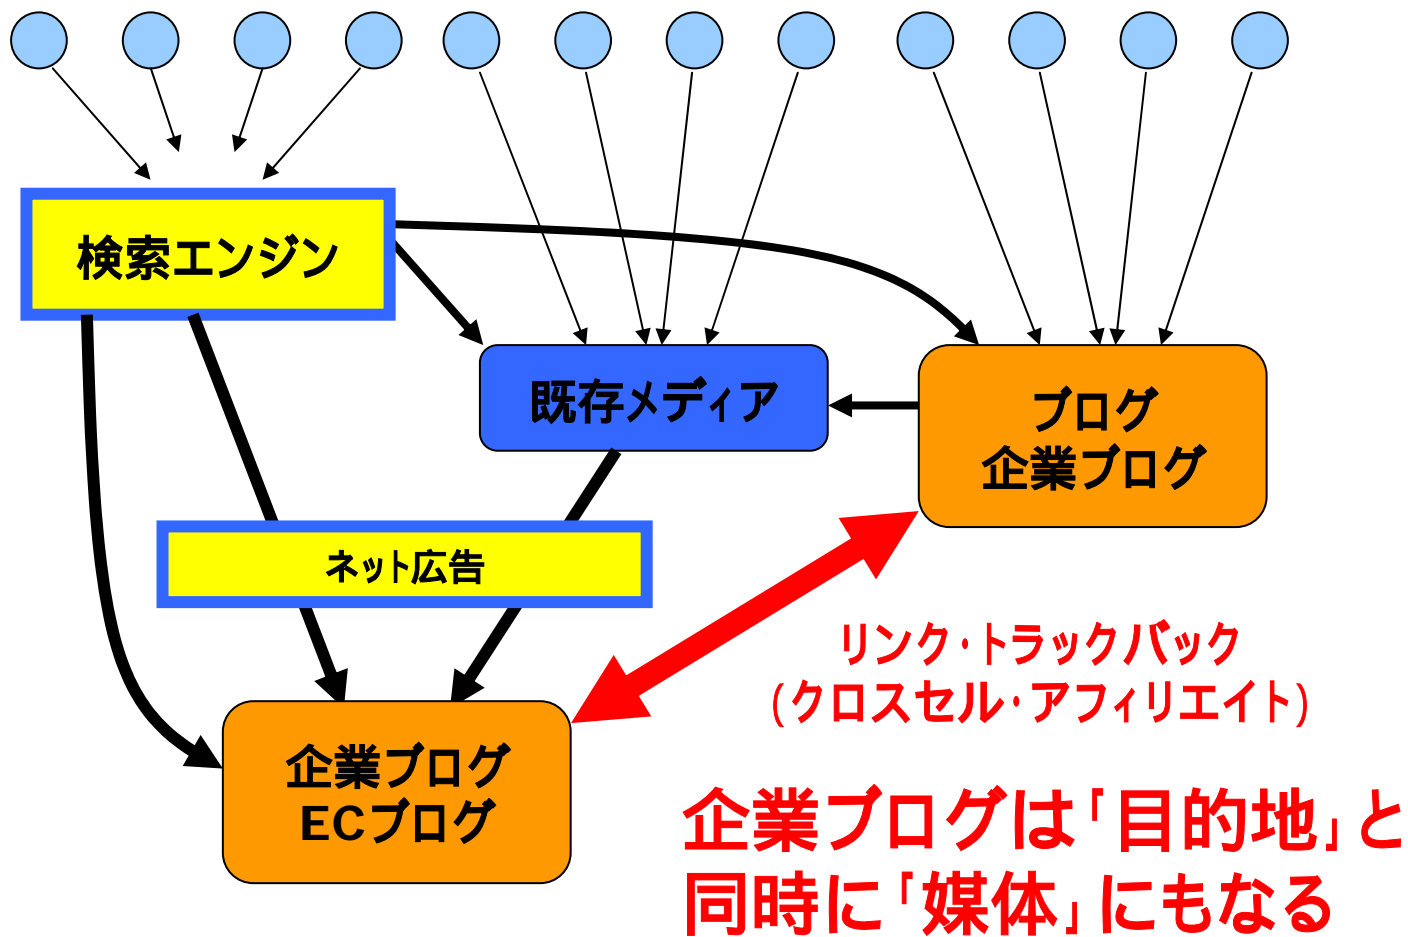 検索エンジン
既存メディア
ブログ
企業ブログ
ネット広告
リンク・トラックバック
(クロスセル・アフィリエイト)
企業ブログ
ECブログ
企業ブログは「目的地」と
同時に「媒体」にもなる